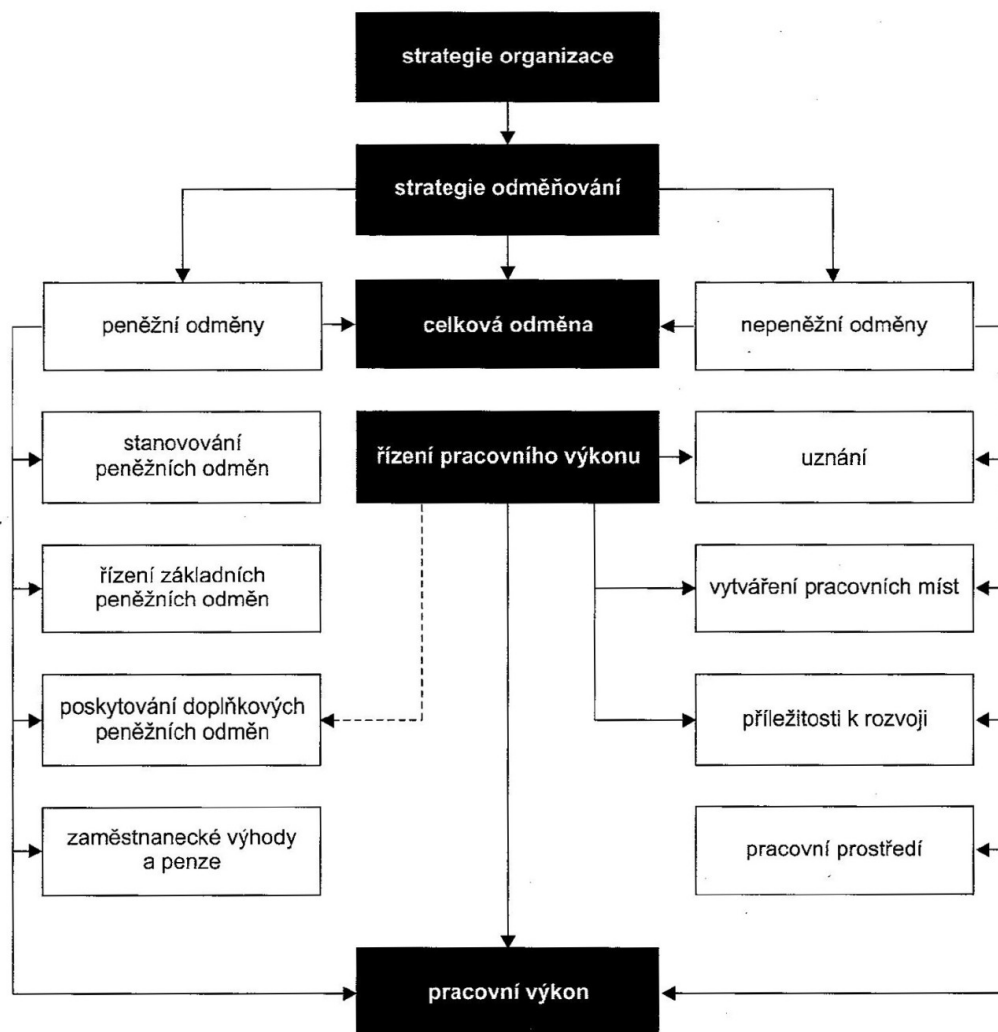 strategie organizace
strategie odměňování
peněžní odměny
celková odměna
nepeněžní odměny
stanovování
peněžních odměn
řízení pracovního výkonu
uznání
řízení základních
peněžních odměn
vytváření pracovních míst
poskytování doplňkových
peněžních odměn
příležitosti k rozvoji
zaměstnanecké výhody
a penze
pracovní prostředí
pracovní výkon